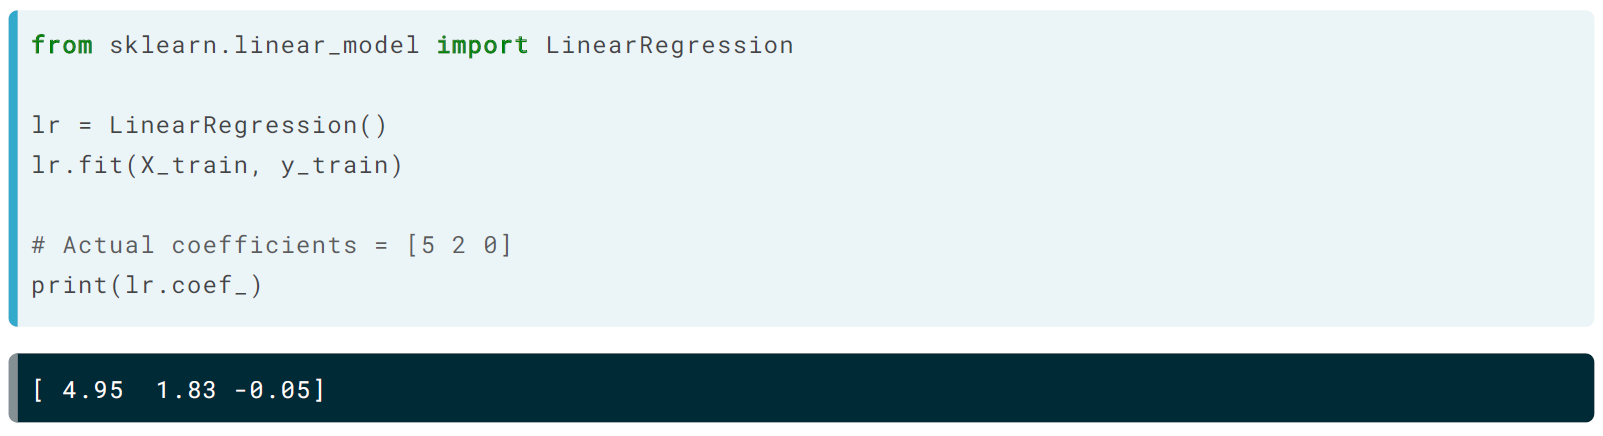 from sklearn.linear_model import LinearRegression
lr = LinearRegression()
lr.fit(X_train, y_train)
# Actual coefficients = [5 2 0]
print(lr.coef_)
[ 4.95  1.83 -0.05]